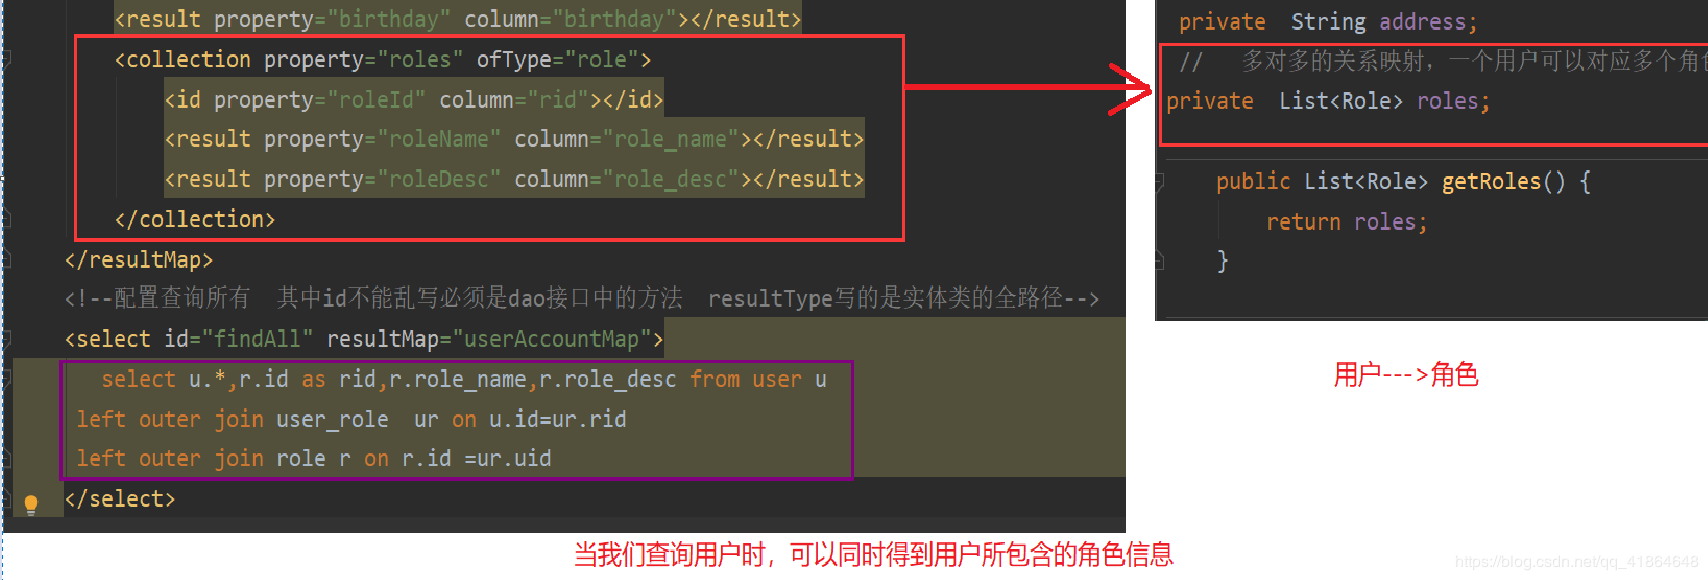 <result property="birthday" column="birthday"></result>
<collection property="roles" ofType="role">
<id property="roleId" column="rid"></id>
<result property="roleName" column="role_name"></result>
<result property="roleDesc" column="role_desc"></result>
</collection>
</resultMap>
<!--配置查询所有 其中id不能乱写必须是dao接口中的方法 resultType写的是实体类的全路径-->
<select id="findAll" resultMap="userAccountMap">
select u.*,r.id as rid,r.role_name,r.role_desc from user u
left outer join user_role ur on u.id=ur.rid
left outer join role r on r.id =ur.uid
</select>
private String address;
// 多对多的关系映射，一个用户可以对应多个角色
private List<Role> roles;
public List<Role> getRoles() {
return roles;
}
用户--->角色
当我们查询用户时，可以同时得到用户所包含的角色信息
https://blog.csdn.net/qq_41864648